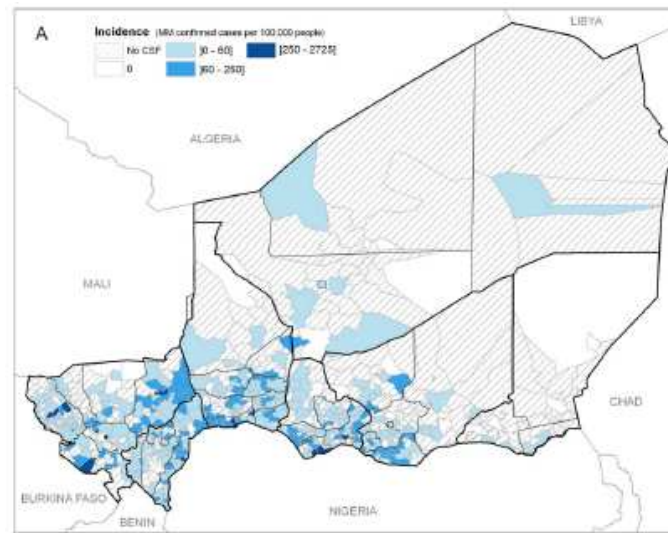 A
Incidence (MM confirmed cases per 100.000 people)
No CSF ]0 - 60] [250 - 2725]
0 ]60 - 250[
LIBYA
ALGERIA
MALI
CHAD
BURKINA FASO
NIGERIA
BENIN